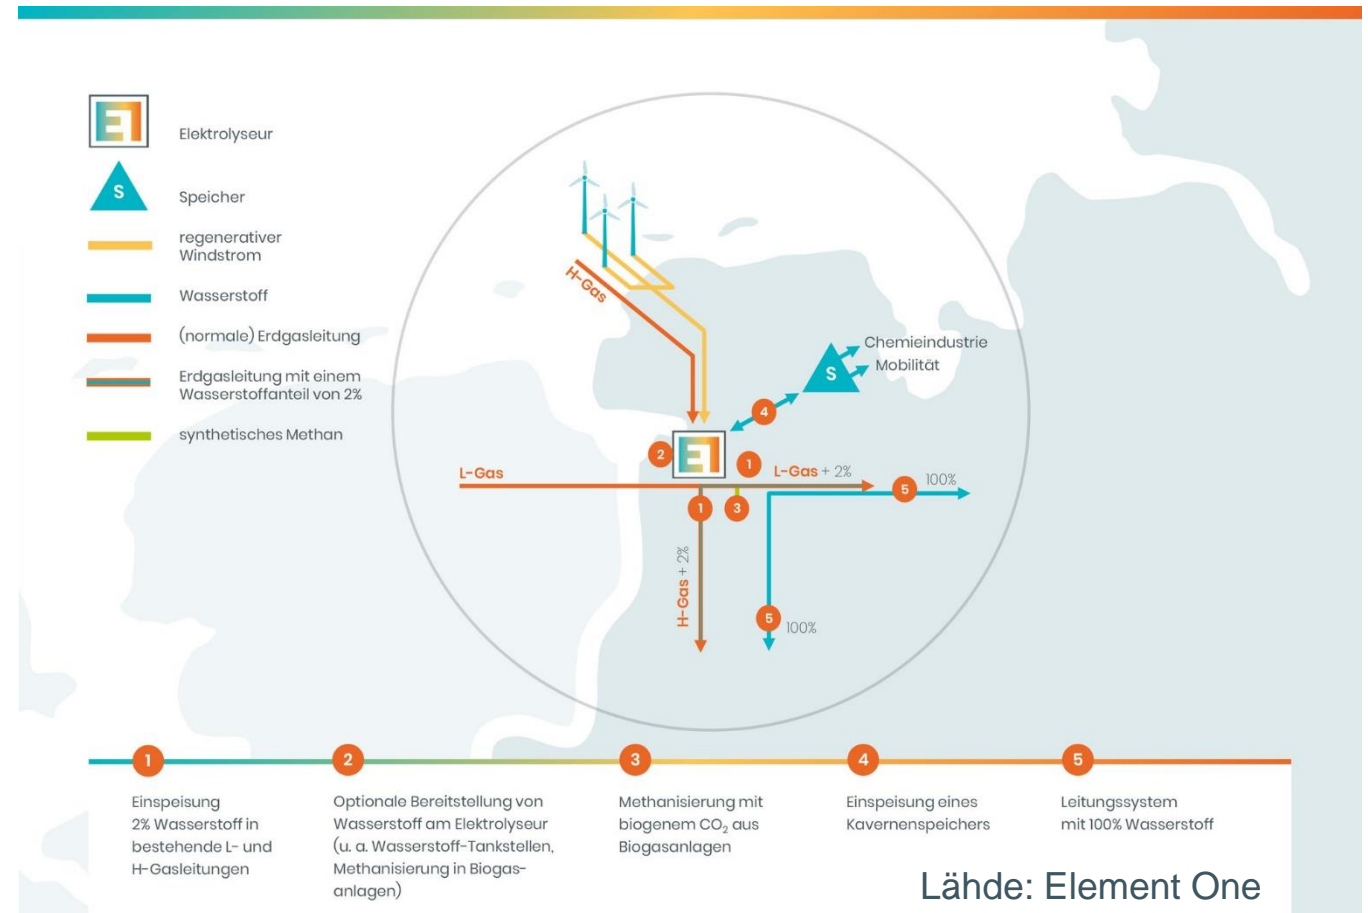 Elektrolyseur
S
Speicher
regenerativer
Windstrom
Wasserstoff
(normale) Erdgasleitung
Erdgasleitung mit einem
Wasserstoffanteil von 2%
synthetisches Methan
H-Gas
Chemieindustrie
Mobilität
S
4
2
1
L-Gas
L-Gas + 2%
5
100%
1
3
H-Gas + 2%
5
100%
1
2
3
4
5
Einspeisung
2% Wasserstoff in
bestehende L- und
H-Gasleitungen
Optionale Bereitstellung von
Wasserstoff am Elektrolyseur
(u. a. Wasserstoff-Tankstellen,
Methanisierung in Biogas-
anlagen)
Methanisierung mit
biogenem CO₂ aus
Biogasanlagen
Einspeisung eines
Kavernenspeichers
Leitungssystem
mit 100% Wasserstoff
Lähde: Element One